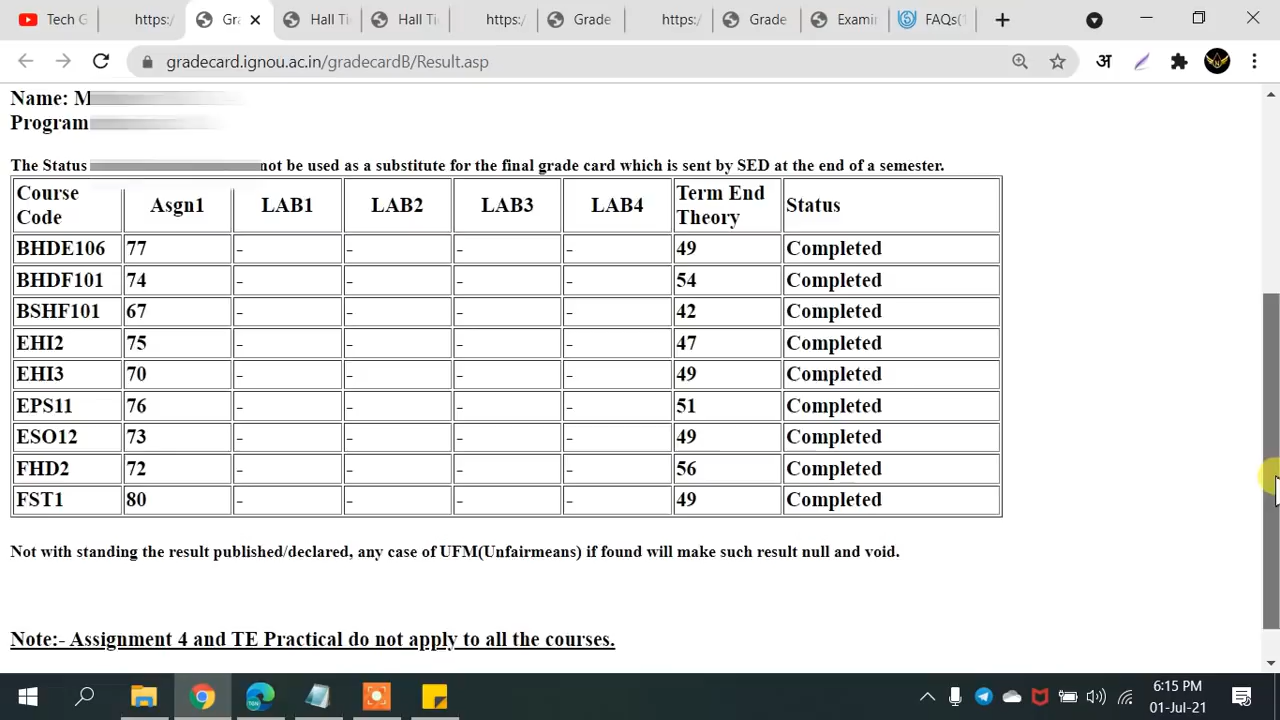 Tech G https:/ Gra Hall Ti Hall Ti https:/ Grade https:/ Grade Examin FAQs(
gradecard.ignou.ac.in/gradecardB/Result.asp अ
Name: M
Program
The Status not be used as a substitute for the final grade card which is sent by SED at the end of a semester.
Course Code Asgn1 LAB1 LAB2 LAB3 LAB4 Term End Theory Status
BHDE106 77 - - - - 49 Completed
BHDF101 74 - - - - 54 Completed
BSHF101 67 - - - - 42 Completed
EHI2 75 - - - - 47 Completed
EHI3 70 - - - - 49 Completed
EPS11 76 - - - - 51 Completed
ESO12 73 - - - - 49 Completed
FHD2 72 - - - - 56 Completed
FST1 80 - - - - 49 Completed
Not with standing the result published/declared, any case of UFM(Unfairmeans) if found will make such result null and void.
Note:- Assignment 4 and TE Practical do not apply to all the courses.
6:15 PM
01-Jul-21